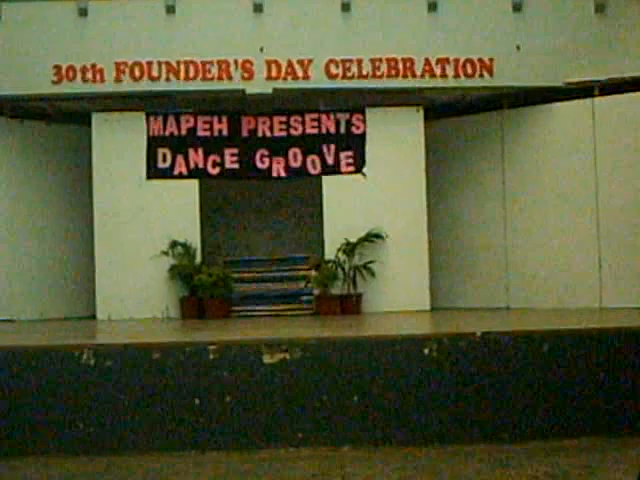 30th FOUNDER'S DAY CELEBRATION
MAPEH PRESENTS
DANCE GROOVE